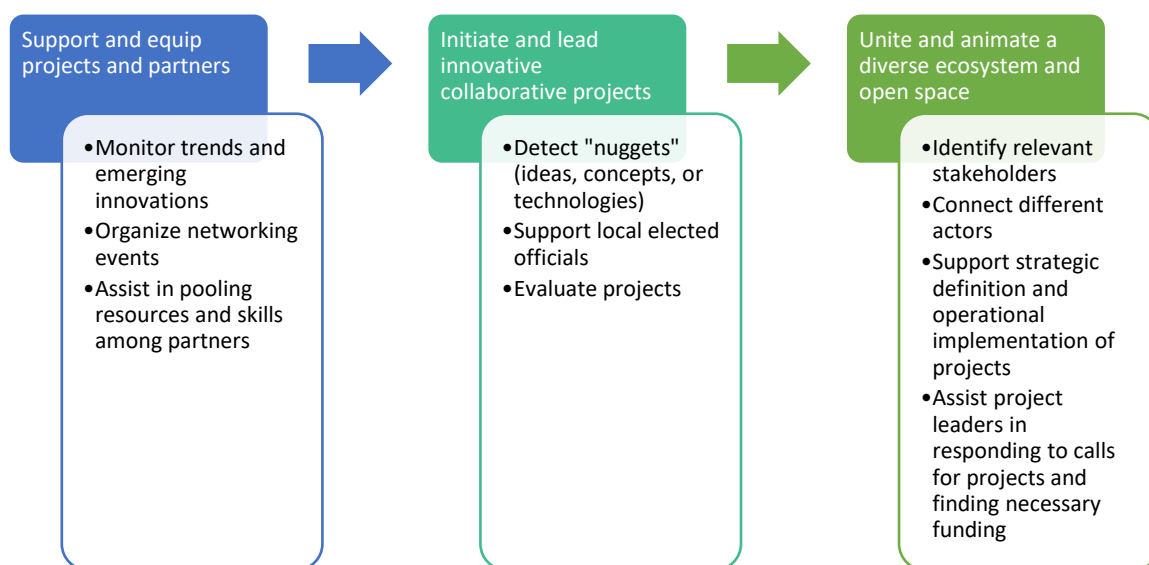 Support and equip
projects and partners
•Monitor trends and
emerging
innovations
•Organize networking
events
•Assist in pooling
resources and skills
among partners
Initiate and lead
innovative
collaborative projects
•Detect "nuggets"
(ideas, concepts, or
technologies)
•Support local elected
officials
•Evaluate projects
Unite and animate a
diverse ecosystem and
open space
•Identify relevant
stakeholders
•Connect different
actors
•Support strategic
definition and
operational
implementation of
projects
•Assist project
leaders in
responding to calls
for projects and
finding necessary
funding